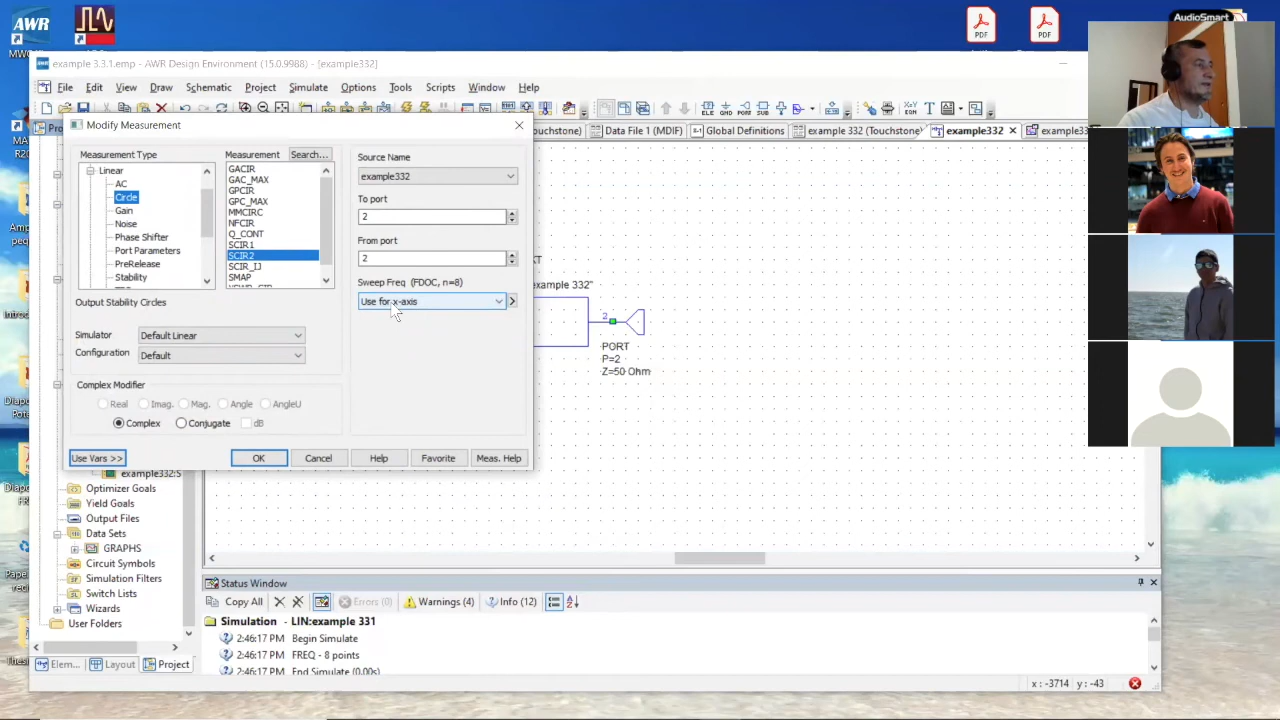 AWR
PDF
PDF
AudioSmart
example 3.3.1.emp - AWR Design Environment (15.0.9988) - [example332]
File Edit View Draw Schematic Project Simulate Options Tools Scripts Window Help
Modify Measurement
(Touchstone) Data File 1 (MDIF) Global Definitions example 332 (Touchstone) example332 example33
Measurement Type
Measurement
Search...
Linear
AC
Circle
Gain
Noise
Phase Shifter
Port Parameters
PreRelease
Stability
GACIR
GAC_MAX
GPCIR
GPC_MAX
MMCIRC
NFCIR
Q_CONT
SCIR1
SCIR2
SCIR_IJ
SMAP
Output Stability Circles
Simulator Default Linear
Configuration Default
Complex Modifier
Real Imag. Mag. Angle AngleU
Complex Conjugate dB
Source Name
example332
To port
2
From port
2
Sweep Freq (FDOC, n=8)
Use for x-axis
Use Vars >> OK Cancel Help Favorite Meas. Help
example 332"
2
PORT
P=2
Z=50 Ohm
example332:S
Optimizer Goals
Yield Goals
Output Files
Data Sets
GRAPHS
Circuit Symbols
Simulation Filters
Switch Lists
Wizards
User Folders
Elem... Layout Project
Status Window
Copy All Errors (0) Warnings (4) Info (12)
Simulation - LIN:example 331
2:46:17 PM Begin Simulate
2:46:17 PM FREQ - 8 points
2:46:17 PM End Simulate (0.00s)
x : -3714 y : -43